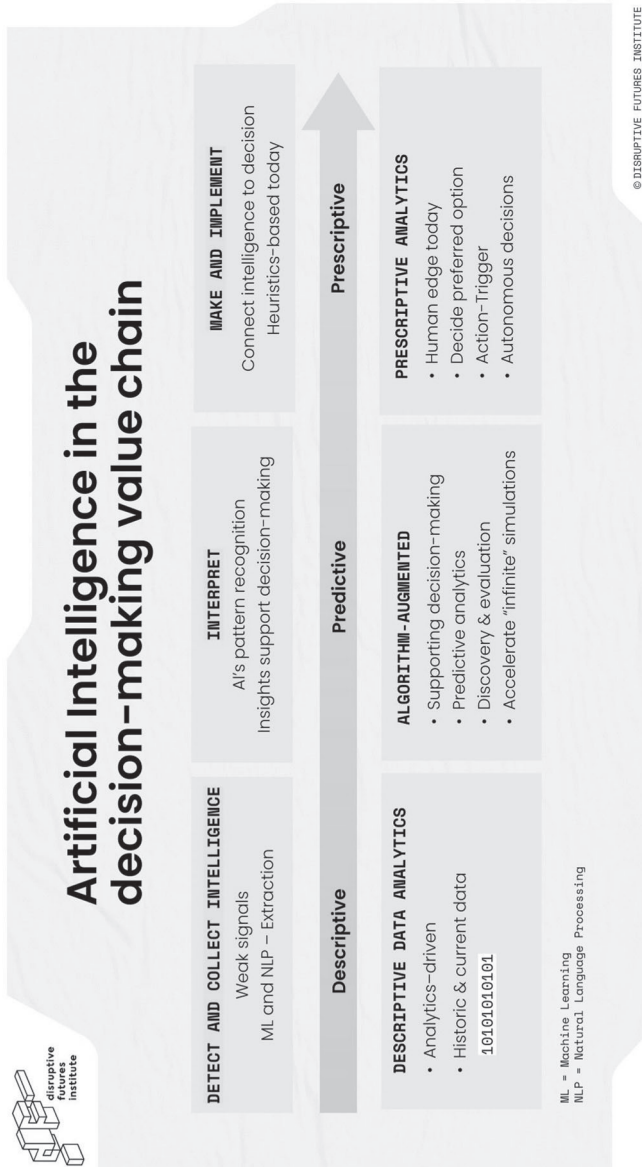 disruptive
futures
institute
Artificial Intelligence in the
decision-making value chain
DETECT AND COLLECT INTELLIGENCE
Weak signals
ML and NLP – Extraction
INTERPRET
AI's pattern recognition
Insights support decision-making
MAKE AND IMPLEMENT
Connect intelligence to decision
Heuristics-based today
Descriptive
Predictive
Prescriptive
DESCRIPTIVE DATA ANALYTICS
• Analytics-driven
• Historic & current data
101010101010​1
ALGORITHM-AUGMENTED
• Supporting decision-making
• Predictive analytics
• Discovery & evaluation
• Accelerate "infinite" simulations
PRESCRIPTIVE ANALYTICS
• Human edge today
• Decide preferred option
• Action-Trigger
• Autonomous decisions
ML = Machine Learning
NLP = Natural Language Processing
© DISRUPTIVE FUTURES INSTITUTE